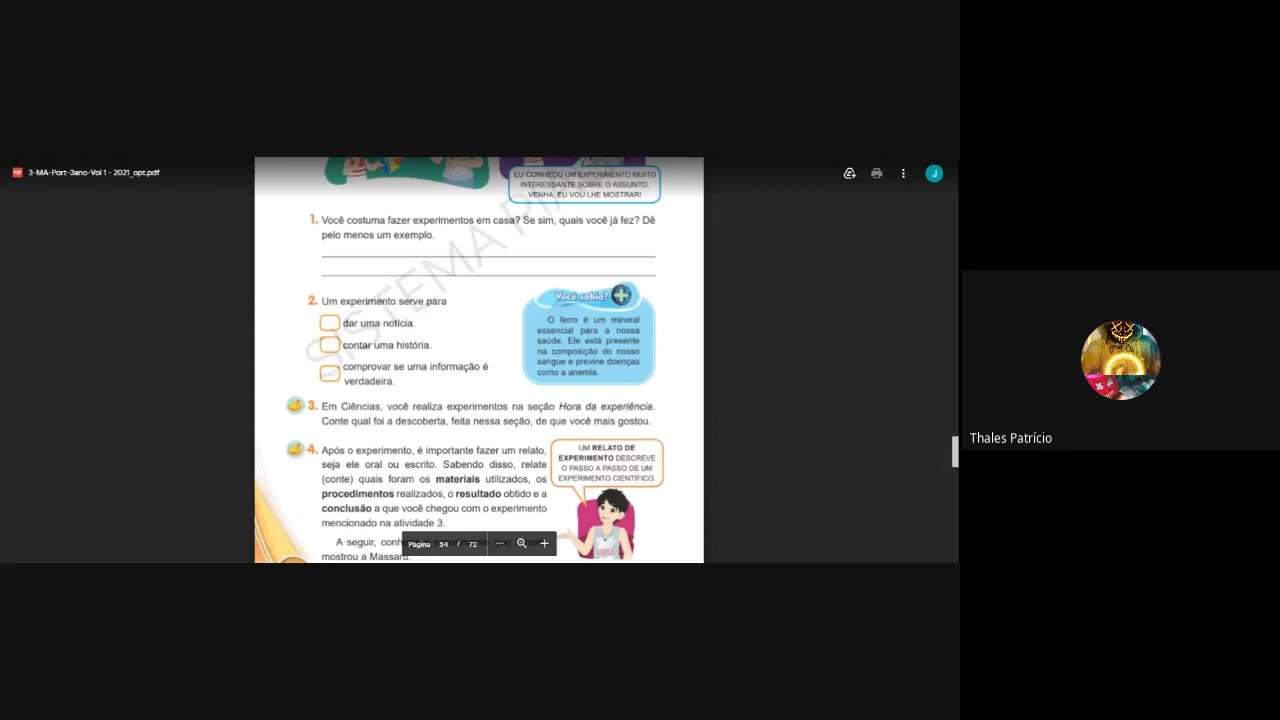 3-MA-Port-3ano-Vol 1 - 2021_opt.pdf
J
EU CONHEÇO UM EXPERIMENTO MUITO
INTERESSANTE SOBRE O ASSUNTO.
VENHA, EU VOU LHE MOSTRAR!
1. Você costuma fazer experimentos em casa? Se sim, quais você já fez? Dê
pelo menos um exemplo.
2. Um experimento serve para
dar uma notícia.
contar uma história.
comprovar se uma informação é
verdadeira.
Você sabia?
O ferro é um mineral
essencial para a nossa
saúde. Ele está presente
na composição do nosso
sangue e previne doenças
como a anemia.
3. Em Ciências, você realiza experimentos na seção Hora da experiência.
Conte qual foi a descoberta, feita nessa seção, de que você mais gostou.
4. Após o experimento, é importante fazer um relato,
seja ele oral ou escrito. Sabendo disso, relate
(conte) quais foram os materiais utilizados, os
procedimentos realizados, o resultado obtido e a
conclusão a que você chegou com o experimento
mencionado na atividade 3.
UM RELATO DE
EXPERIMENTO DESCREVE
O PASSO A PASSO DE UM
EXPERIMENTO CIENTÍFICO.
A seguir,
mostrou a Massaru.
Página 54 / 72
SISTEMA
Thales Patrício